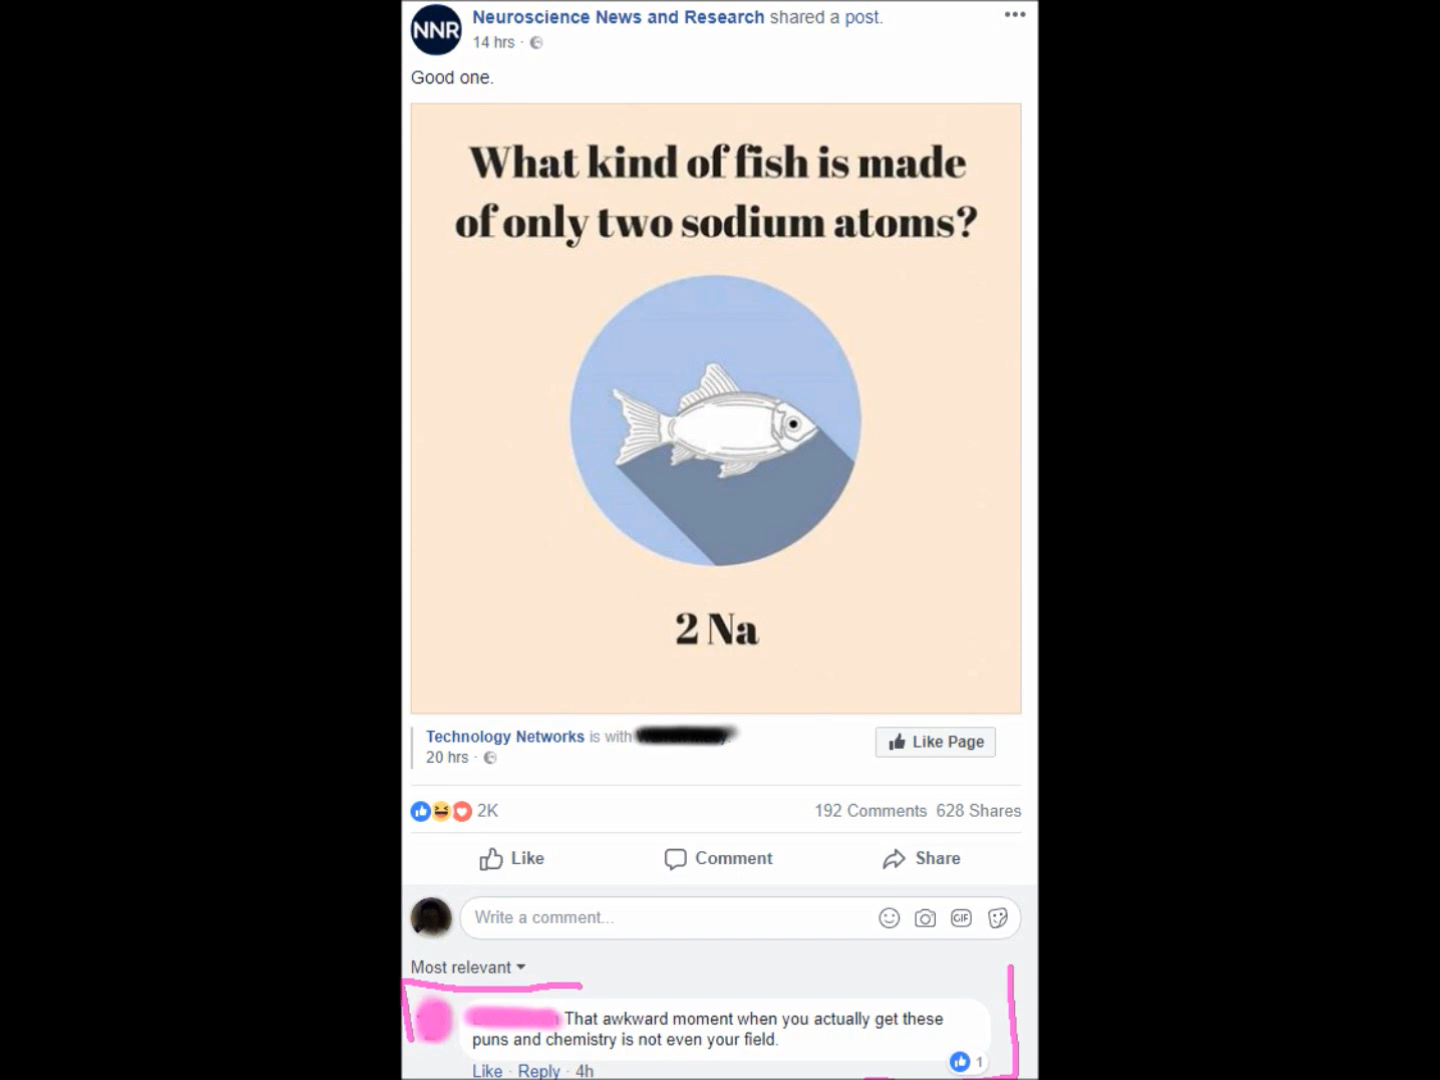 NNR
Neuroscience News and Research shared a post.
14 hrs ·
Good one.
What kind of fish is made
of only two sodium atoms?
2 Na
Technology Networks is with
20 hrs ·
Like Page
2K
192 Comments 628 Shares
Like Comment Share
Write a comment...
GIF
Most relevant
That awkward moment when you actually get these
puns and chemistry is not even your field.
1
Like · Reply · 4h